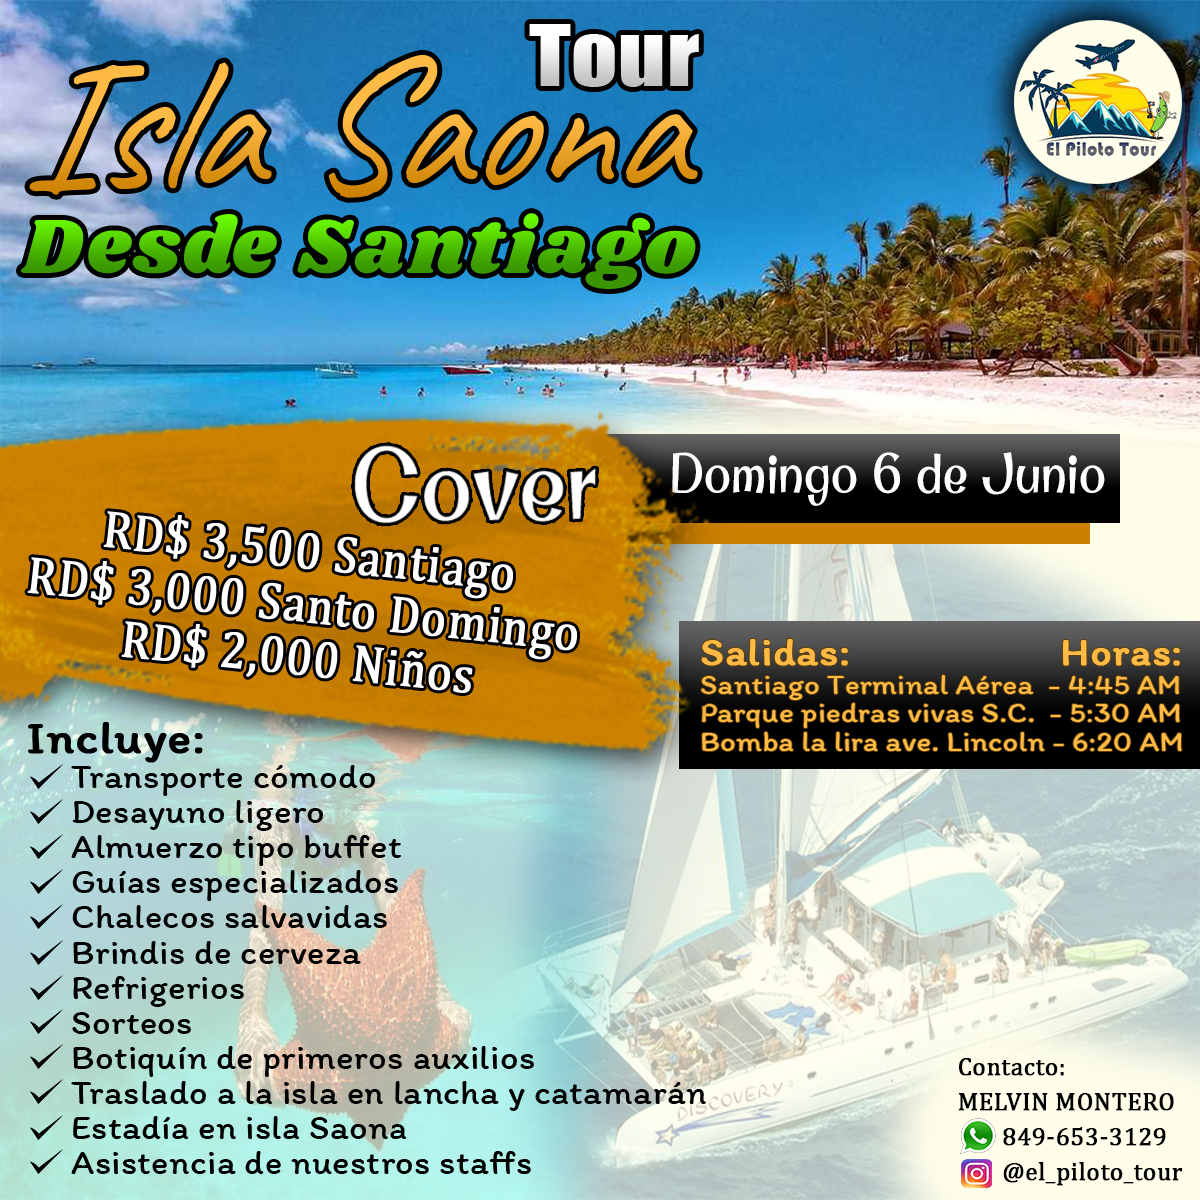 Tour
Isla Saona
Desde Santiago
El Piloto Tour
Cover
RD$ 3,500 Santiago
RD$ 3,000 Santo Domingo
RD$ 2,000 Niños
Domingo 6 de Junio
Salidas: Horas:
Santiago Terminal Aérea - 4:45 AM
Parque piedras vivas S.C. - 5:30 AM
Bomba la lira ave. Lincoln - 6:20 AM
Incluye:
Transporte cómodo
Desayuno ligero
Almuerzo tipo buffet
Guías especializados
Chalecos salvavidas
Brindis de cerveza
Refrigerios
Sorteos
Botiquín de primeros auxilios
Traslado a la isla en lancha y catamarán
Estadía en isla Saona
Asistencia de nuestros staffs
DISCOVERY
Contacto:
MELVIN MONTERO
849-653-3129
@el_piloto_tour